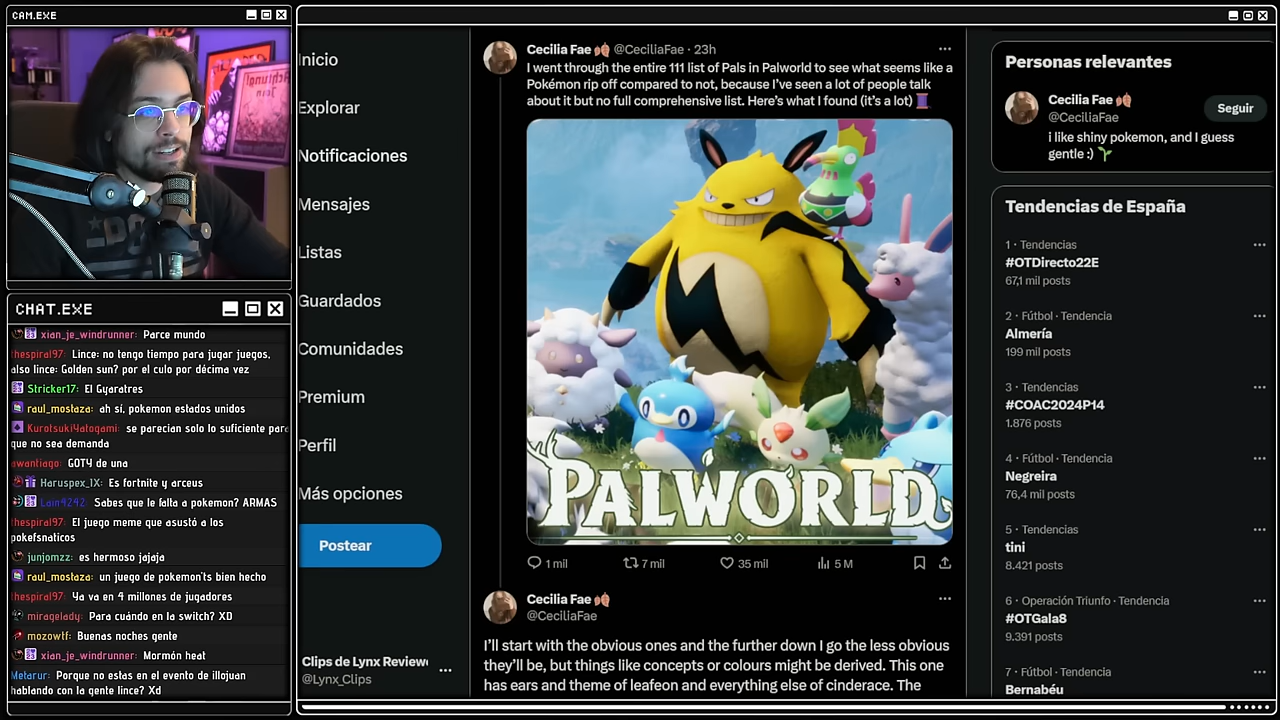 CAM.EXE
CHAT.EXE
xian_je_windrunner: Parce mundo
thespiral97: Lince: no tengo tiempo para jugar juegos,
also lince: Golden sun? por el culo por décima vez
Stricker17: El Gyaratres
raul_mostaza: ah sí, pokemon estados unidos
Kurotsuki4atogami: se parecian solo lo suficiente para
que no sea demanda
awantiago: GOTY de una
Haruspex_1X: Es fortnite y arceus
Lain4242: Sabes que le falta a pokemon? ARMAS
thespiral97: El juego meme que asustó a los
pokefsnaticos
junjomzz: es hermoso jajaja
raul_mostaza: un juego de pokemon'ts bien hecho
thespiral97: Ya va en 4 millones de jugadores
miragelady: Para cuándo en la switch? XD
mozowtf: Buenas noches gente
xian_je_windrunner: Mormón heat
Metarur: Porque no estas en el evento de illojuan
hablando con la gente lince? Xd
Inicio
Explorar
Notificaciones
Mensajes
Listas
Guardados
Comunidades
Premium
Perfil
Más opciones
Postear
Clips de Lynx Reviewe
@Lynx_Clips
Cecilia Fae @CeciliaFae · 23h
I went through the entire 111 list of Pals in Palworld to see what seems like a
Pokémon rip off compared to not, because I've seen a lot of people talk
about it but no full comprehensive list. Here's what I found (it's a lot)
PALWORLD
1 mil
7 mil
35 mil
5 M
Cecilia Fae
@CeciliaFae
I'll start with the obvious ones and the further down I go the less obvious
they'll be, but things like concepts or colours might be derived. This one
has ears and theme of leafeon and everything else of cinderace. The
Personas relevantes
Cecilia Fae
@CeciliaFae
Seguir
i like shiny pokemon, and I guess
gentle :)
Tendencias de España
1 · Tendencias
#OTDirecto22E
67,1 mil posts
2 · Fútbol · Tendencia
Almería
199 mil posts
3 · Tendencias
#COAC2024P14
1.876 posts
4 · Fútbol · Tendencia
Negreira
76,4 mil posts
5 · Tendencias
tini
8.421 posts
6 · Operación Triunfo · Tendencia
#OTGala8
9.391 posts
7 · Fútbol · Tendencia
Bernabéu